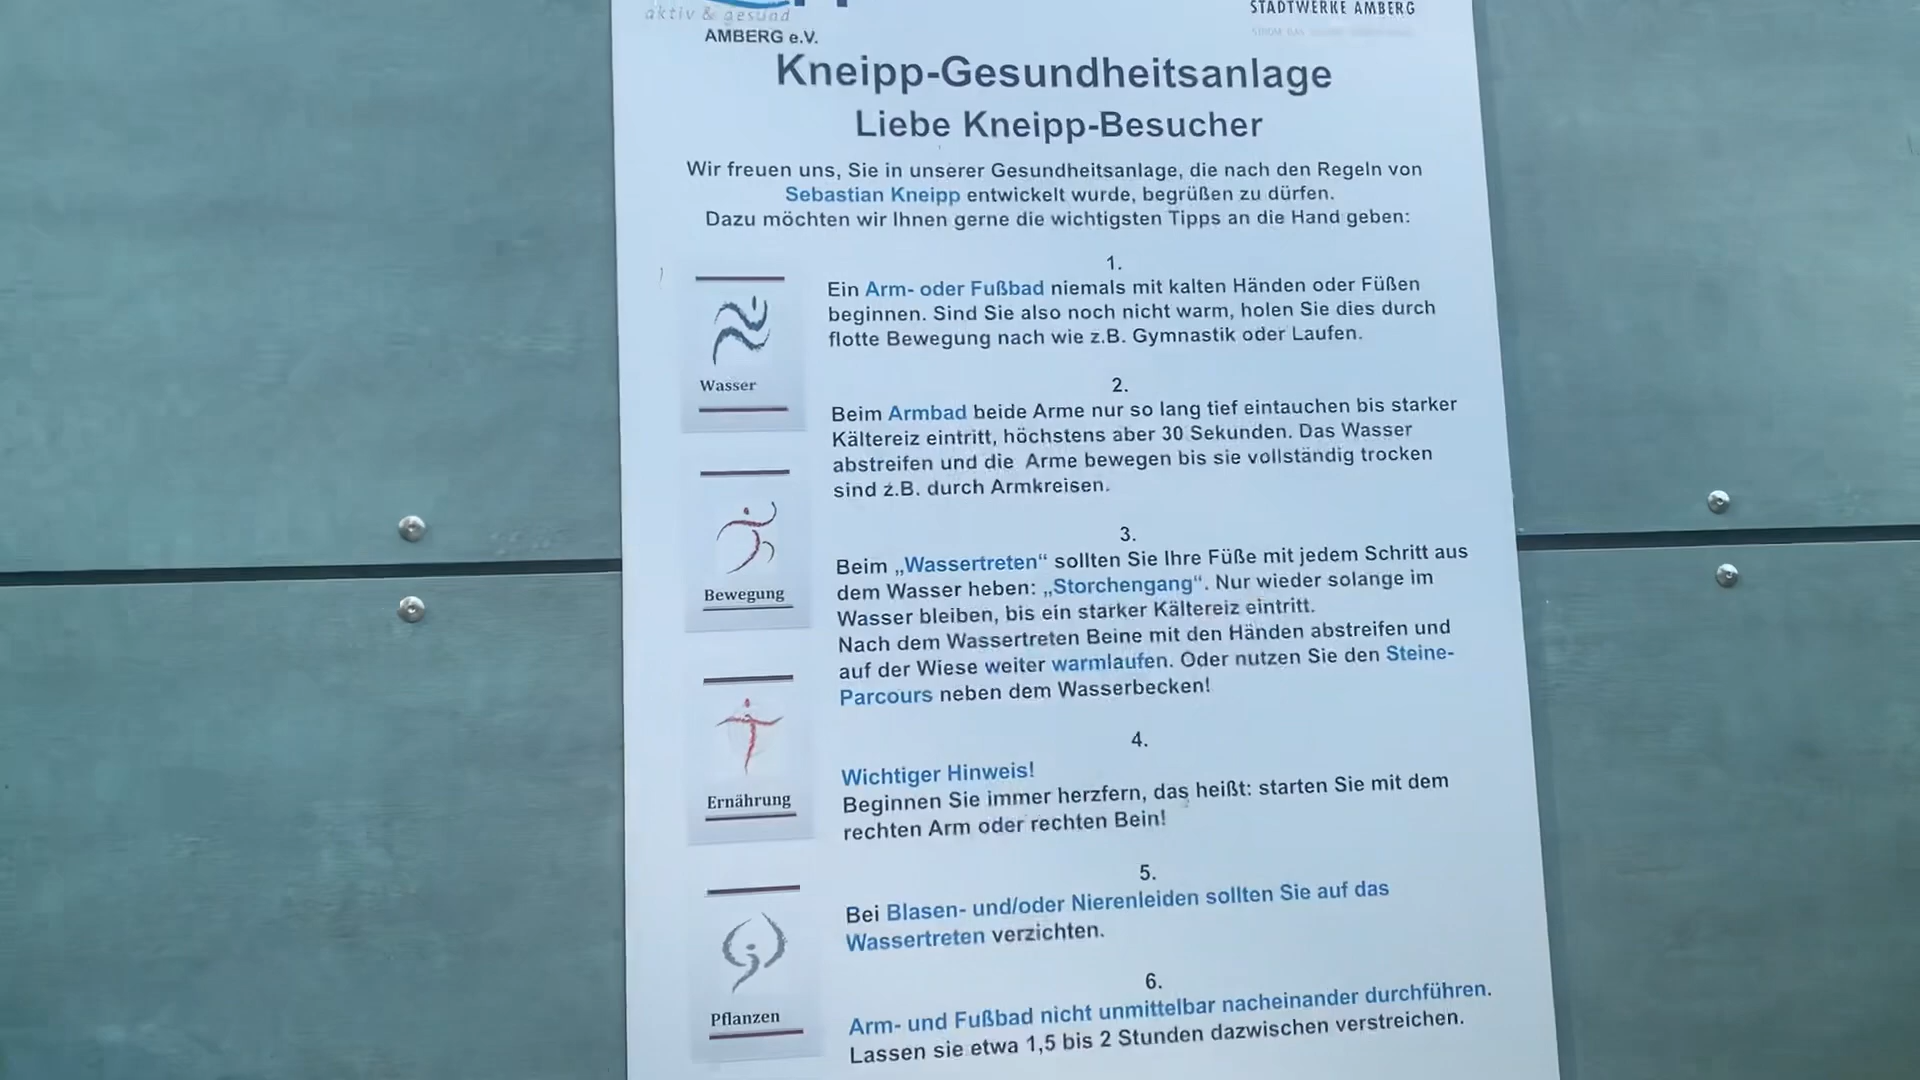 aktiv & gesund
AMBERG e.V.
STADTWERKE AMBERG
Kneipp-Gesundheitsanlage
Liebe Kneipp-Besucher
Wir freuen uns, Sie in unserer Gesundheitsanlage, die nach den Regeln von
Sebastian Kneipp entwickelt wurde, begrüßen zu dürfen.
Dazu möchten wir Ihnen gerne die wichtigsten Tipps an die Hand geben:
1.
Ein Arm- oder Fußbad niemals mit kalten Händen oder Füßen
beginnen. Sind Sie also noch nicht warm, holen Sie dies durch
flotte Bewegung nach wie z.B. Gymnastik oder Laufen.
Wasser
2.
Beim Armbad beide Arme nur so lang tief eintauchen bis starker
Kältereiz eintritt, höchstens aber 30 Sekunden. Das Wasser
abstreifen und die Arme bewegen bis sie vollständig trocken
sind z.B. durch Armkreisen.
Bewegung
3.
Beim „Wassertreten“ sollten Sie Ihre Füße mit jedem Schritt aus
dem Wasser heben: „Storchengang“. Nur wieder solange im
Wasser bleiben, bis ein starker Kältereiz eintritt.
Nach dem Wassertreten Beine mit den Händen abstreifen und
auf der Wiese weiter warmlaufen. Oder nutzen Sie den Steine-
Parcours neben dem Wasserbecken!
Ernährung
4.
Wichtiger Hinweis!
Beginnen Sie immer herzfern, das heißt: starten Sie mit dem
rechten Arm oder rechten Bein!
5.
Bei Blasen- und/oder Nierenleiden sollten Sie auf das
Wassertreten verzichten.
Pflanzen
6.
Arm- und Fußbad nicht unmittelbar nacheinander durchführen.
Lassen sie etwa 1,5 bis 2 Stunden dazwischen verstreichen.